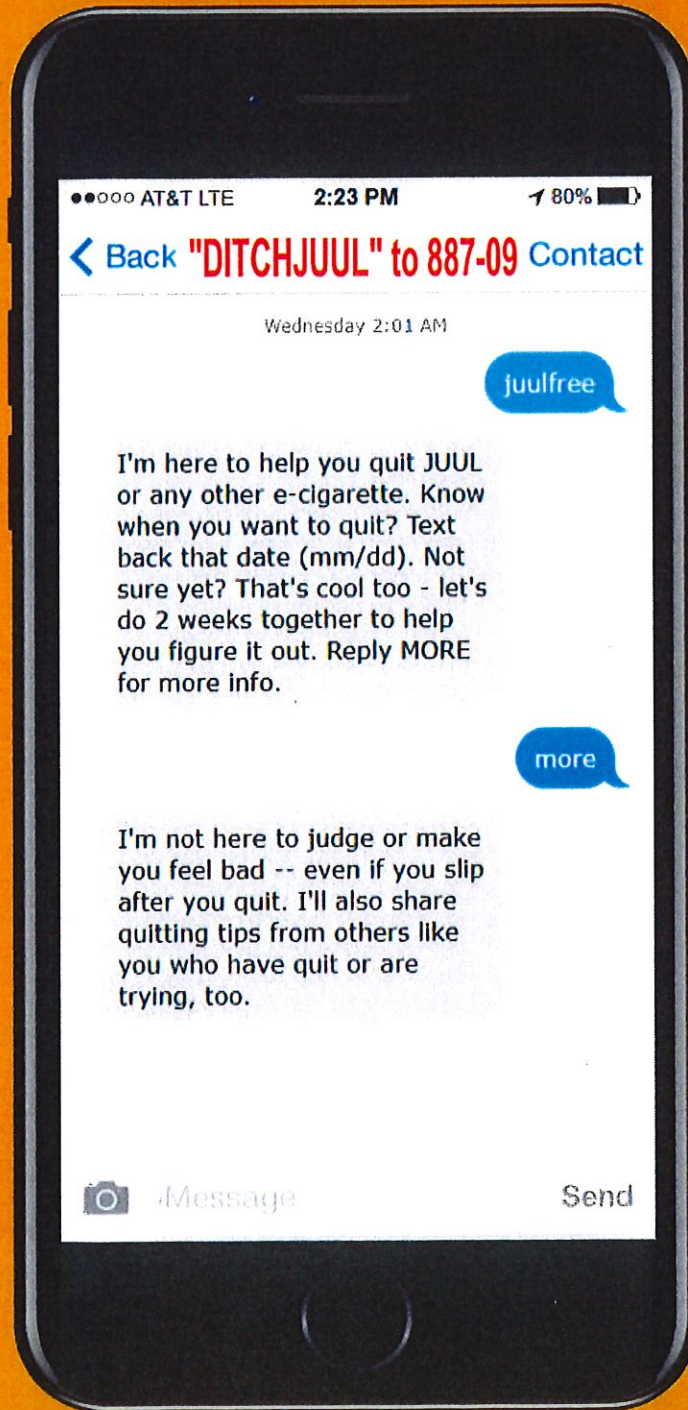 AT&T LTE 2:23 PM 80%
Back "DITCHJUUL" to 887-09 Contact
Wednesday 2:01 AM
juulfree
I'm here to help you quit JUUL
or any other e-cigarette. Know
when you want to quit? Text
back that date (mm/dd). Not
sure yet? That's cool too - let's
do 2 weeks together to help
you figure it out. Reply MORE
for more info.
more
I'm not here to judge or make
you feel bad -- even if you slip
after you quit. I'll also share
quitting tips from others like
you who have quit or are
trying, too.
iMessage Send